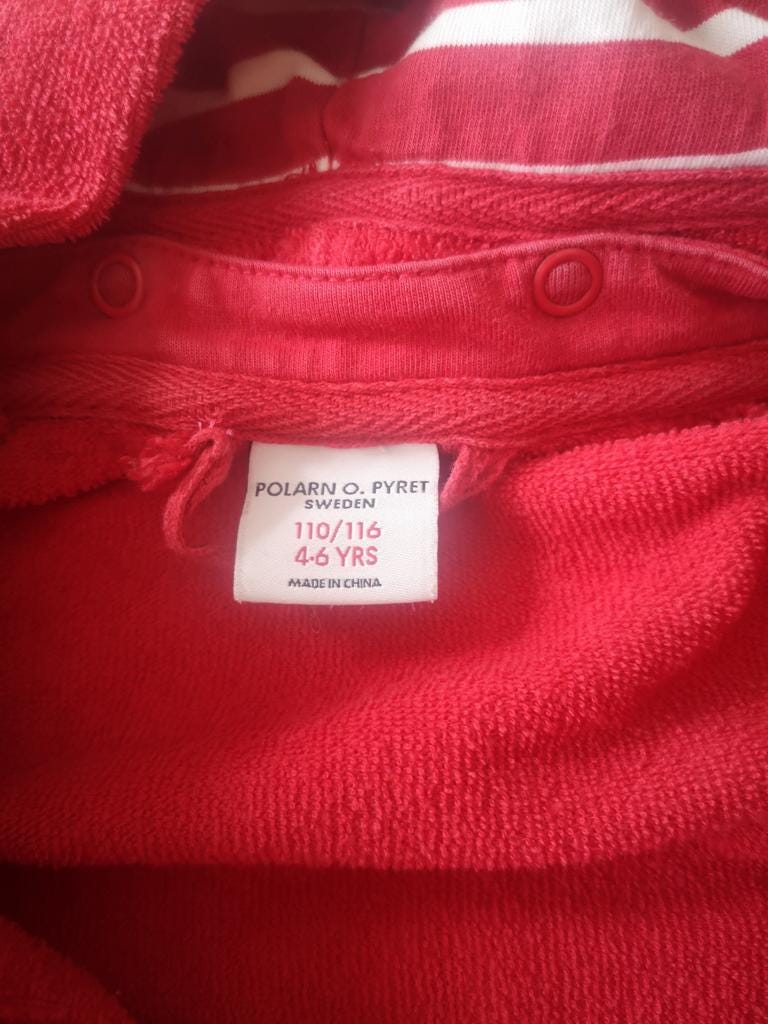 POLARN O. PYRET
SWEDEN
110/116
4-6 YRS
MADE IN CHINA